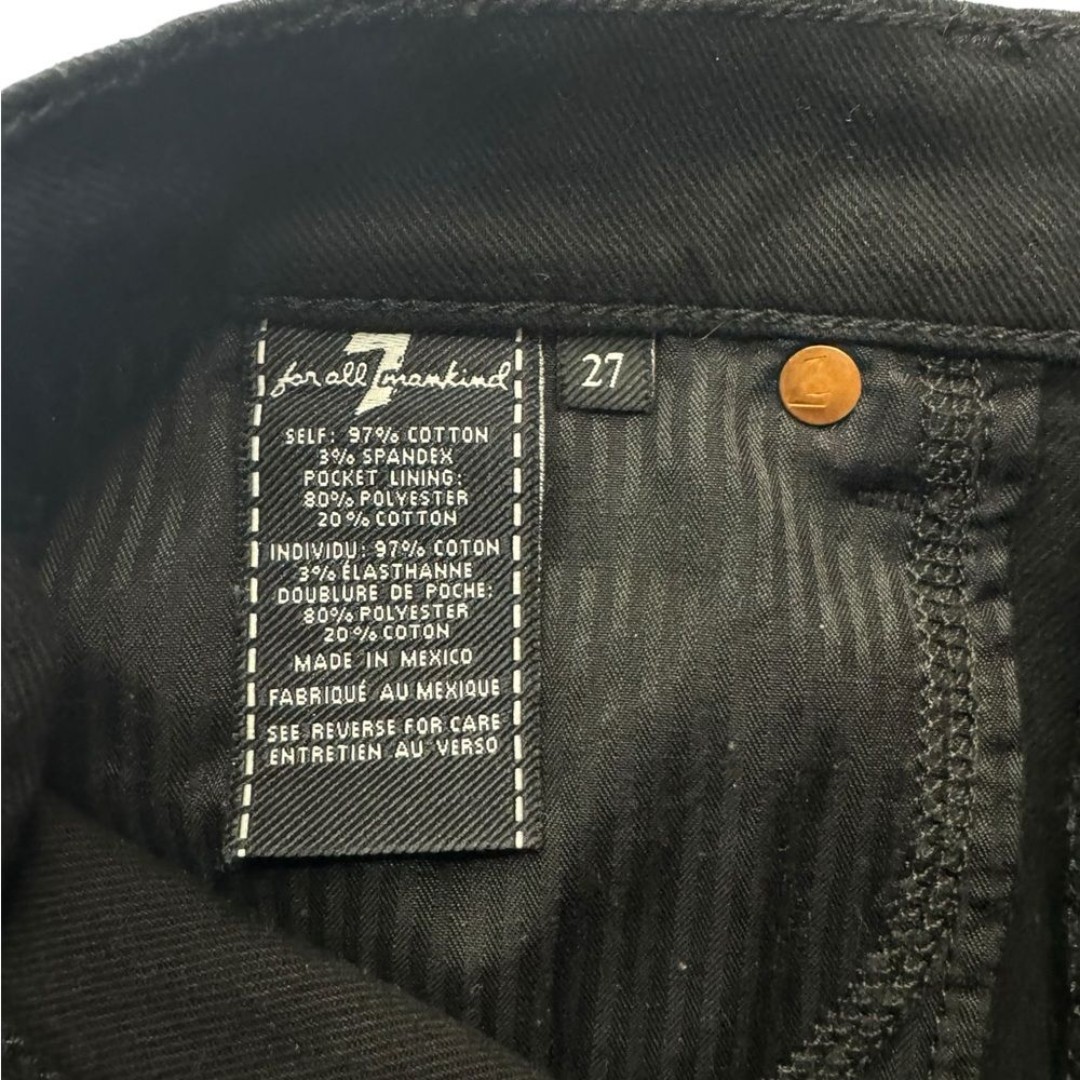 for all 7 mankind
27
SELF: 97% COTTON
3% SPANDEX
POCKET LINING:
80% POLYESTER
20% COTTON
INDIVIDU: 97% COTON
3% ÉLASTHANNE
DOUBLURE DE POCHE:
80% POLYESTER
20% COTON
MADE IN MEXICO
FABRIQUÉ AU MEXIQUE
SEE REVERSE FOR CARE
ENTRETIEN AU VERSO